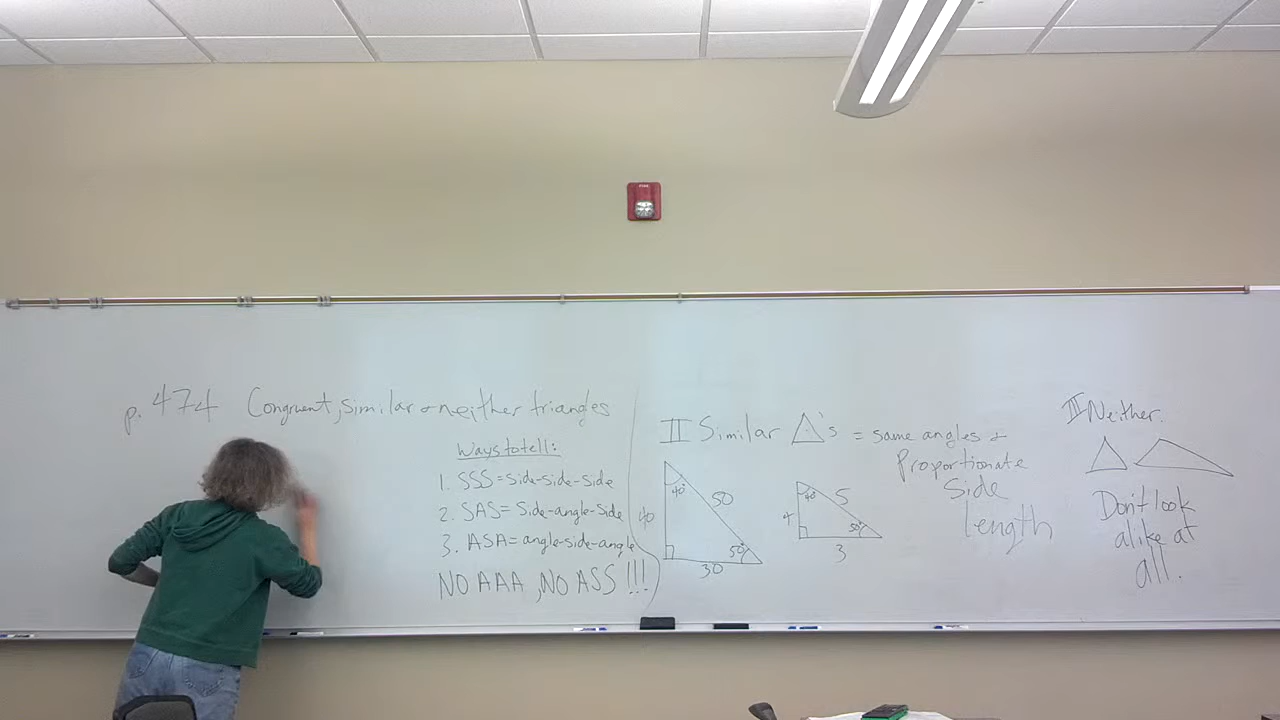 p. 474 Congruent, similar or neither triangles
Ways to tell:
1. SSS = Side-Side-Side
2. SAS = Side-angle-Side
3. ASA = angle-side-angle
NO AAA, NO ASS !!!
II Similar △'s = same angles &
Proportionate
Side
length
40°
50
40
50°
30
40°
5
4
50°
3
III Neither.
Don't look
alike at
all.
FIRE